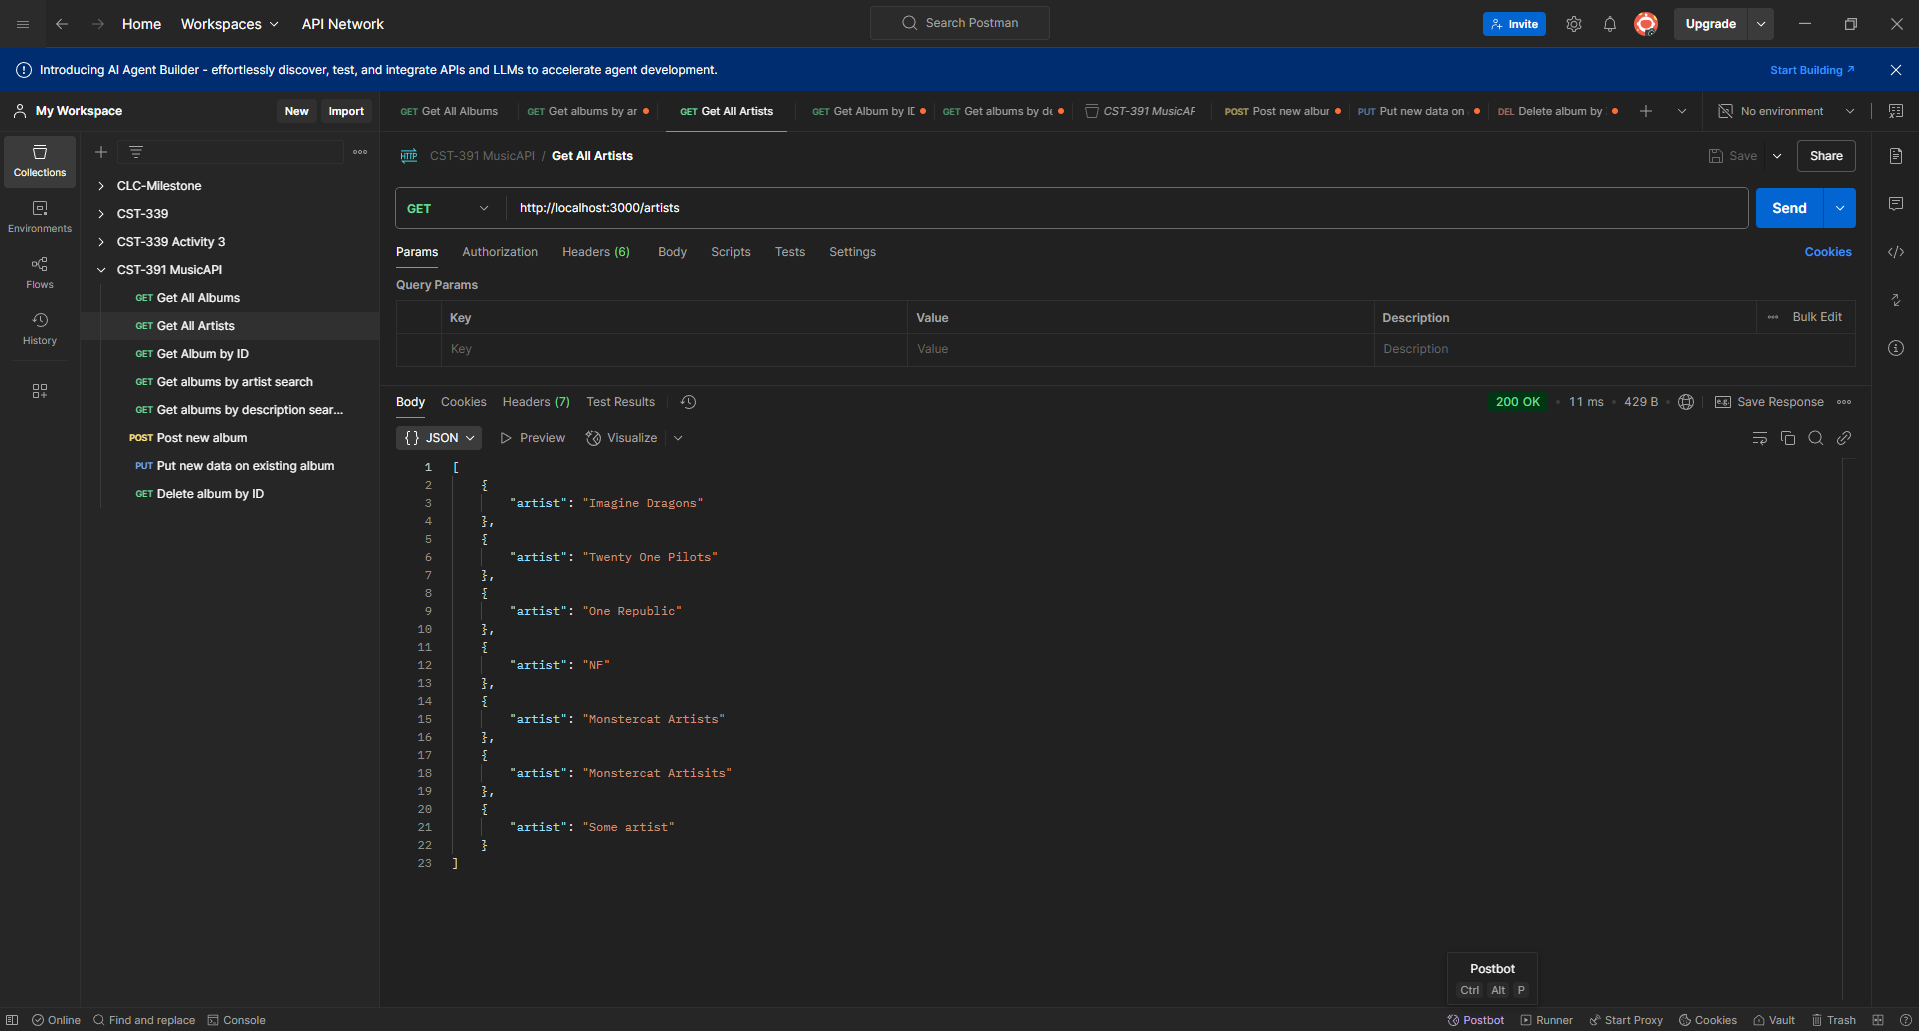 Home Workspaces API Network Search Postman Invite Upgrade
Introducing AI Agent Builder - effortlessly discover, test, and integrate APIs and LLMs to accelerate agent development. Start Building
My Workspace New Import
GET Get All Albums GET Get albums by ar GET Get All Artists GET Get Album by ID GET Get albums by de CST-391 MusicAP POST Post new albur PUT Put new data on DEL Delete album by No environment
Collections
Environments
Flows
History
CLC-Milestone
CST-339
CST-339 Activity 3
CST-391 MusicAPI
GET Get All Albums
GET Get All Artists
GET Get Album by ID
GET Get albums by artist search
GET Get albums by description sear...
POST Post new album
PUT Put new data on existing album
GET Delete album by ID
HTTP CST-391 MusicAPI / Get All Artists Save Share
GET http://localhost:3000/artists Send
Params Authorization Headers (6) Body Scripts Tests Settings Cookies
Query Params
Key Value Description Bulk Edit
Key Value Description
Body Cookies Headers (7) Test Results 200 OK • 11 ms • 429 B e.g. Save Response
{} JSON Preview Visualize
1 [
2 {
3 "artist": "Imagine Dragons"
4 },
5 {
6 "artist": "Twenty One Pilots"
7 },
8 {
9 "artist": "One Republic"
10 },
11 {
12 "artist": "NF"
13 },
14 {
15 "artist": "Monstercat Artists"
16 },
17 {
18 "artist": "Monstercat Artisits"
19 },
20 {
21 "artist": "Some artist"
22 }
23 ]
Postbot
Ctrl Alt P
Online Find and replace Console Postbot Runner Start Proxy Cookies Vault Trash